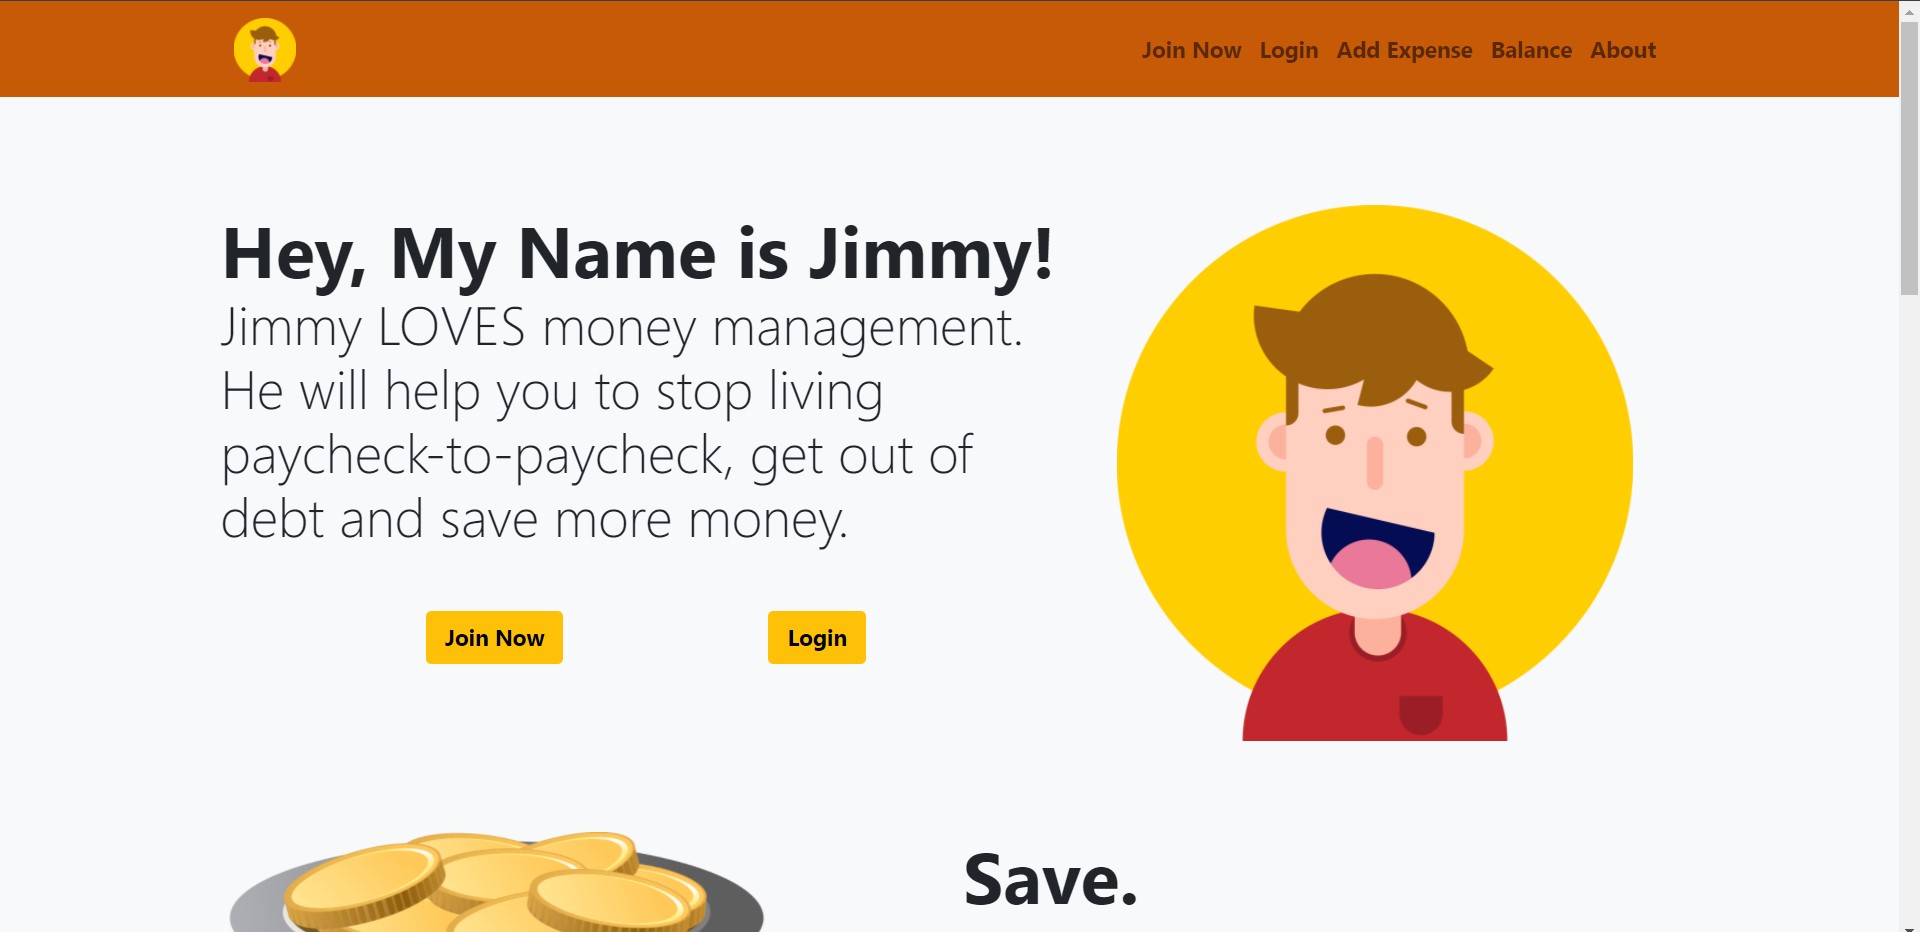 Join Now Login Add Expense Balance About
Hey, My Name is Jimmy!
Jimmy LOVES money management.
He will help you to stop living
paycheck-to-paycheck, get out of
debt and save more money.
Join Now Login
Save.